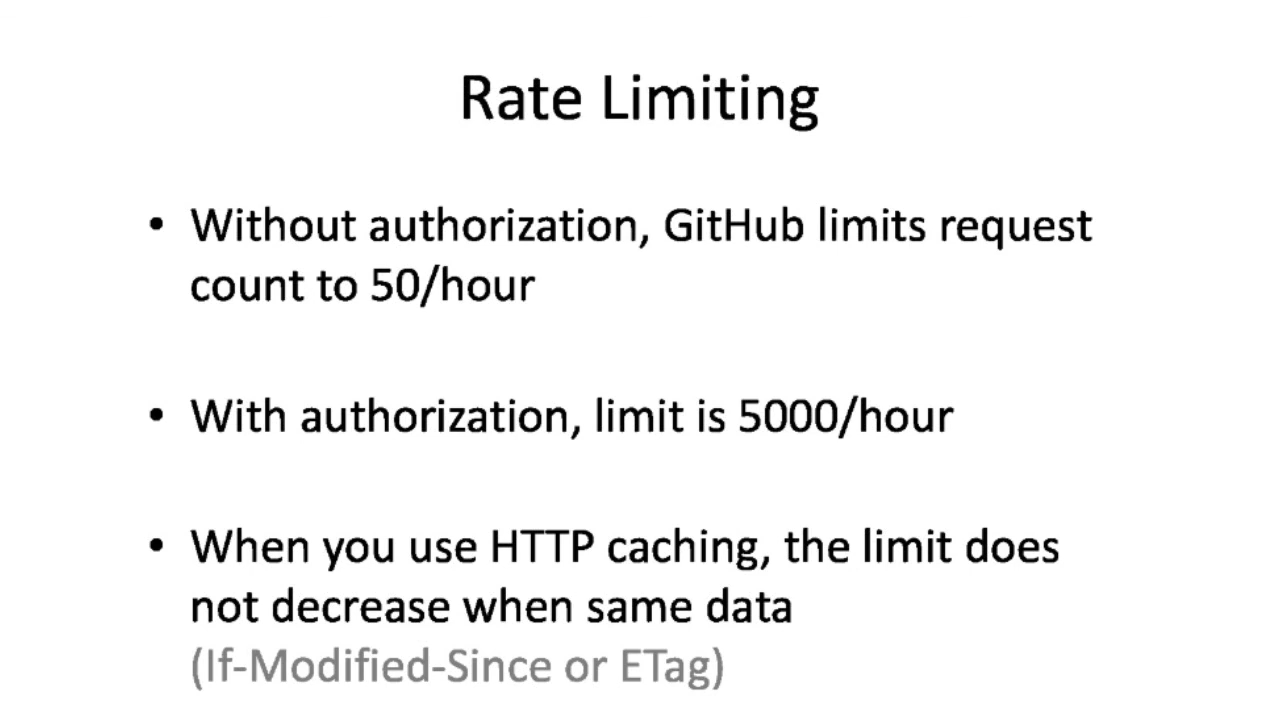 Rate Limiting
• Without authorization, GitHub limits request
count to 50/hour
• With authorization, limit is 5000/hour
• When you use HTTP caching, the limit does
not decrease when same data
(If-Modified-Since or ETag)